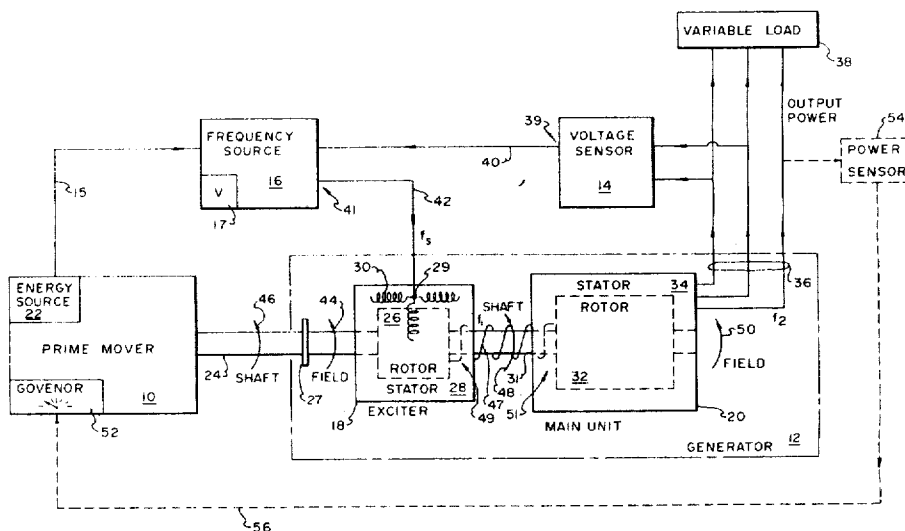 VARIABLE LOAD
38
OUTPUT
POWER
54
POWER
SENSOR
39
VOLTAGE
SENSOR
14
40
FREQUENCY
SOURCE
16
V
17
41
42
15
fs
30
29
36
ENERGY
SOURCE
22
46
44
26
SHAFT
f1
STATOR
34
ROTOR
50
f2
PRIME MOVER
24
SHAFT
27
FIELD
ROTOR
STATOR
28
47
48
31
49
51
32
FIELD
GOVENOR
10
52
18
EXCITER
MAIN UNIT
20
GENERATOR
12
56